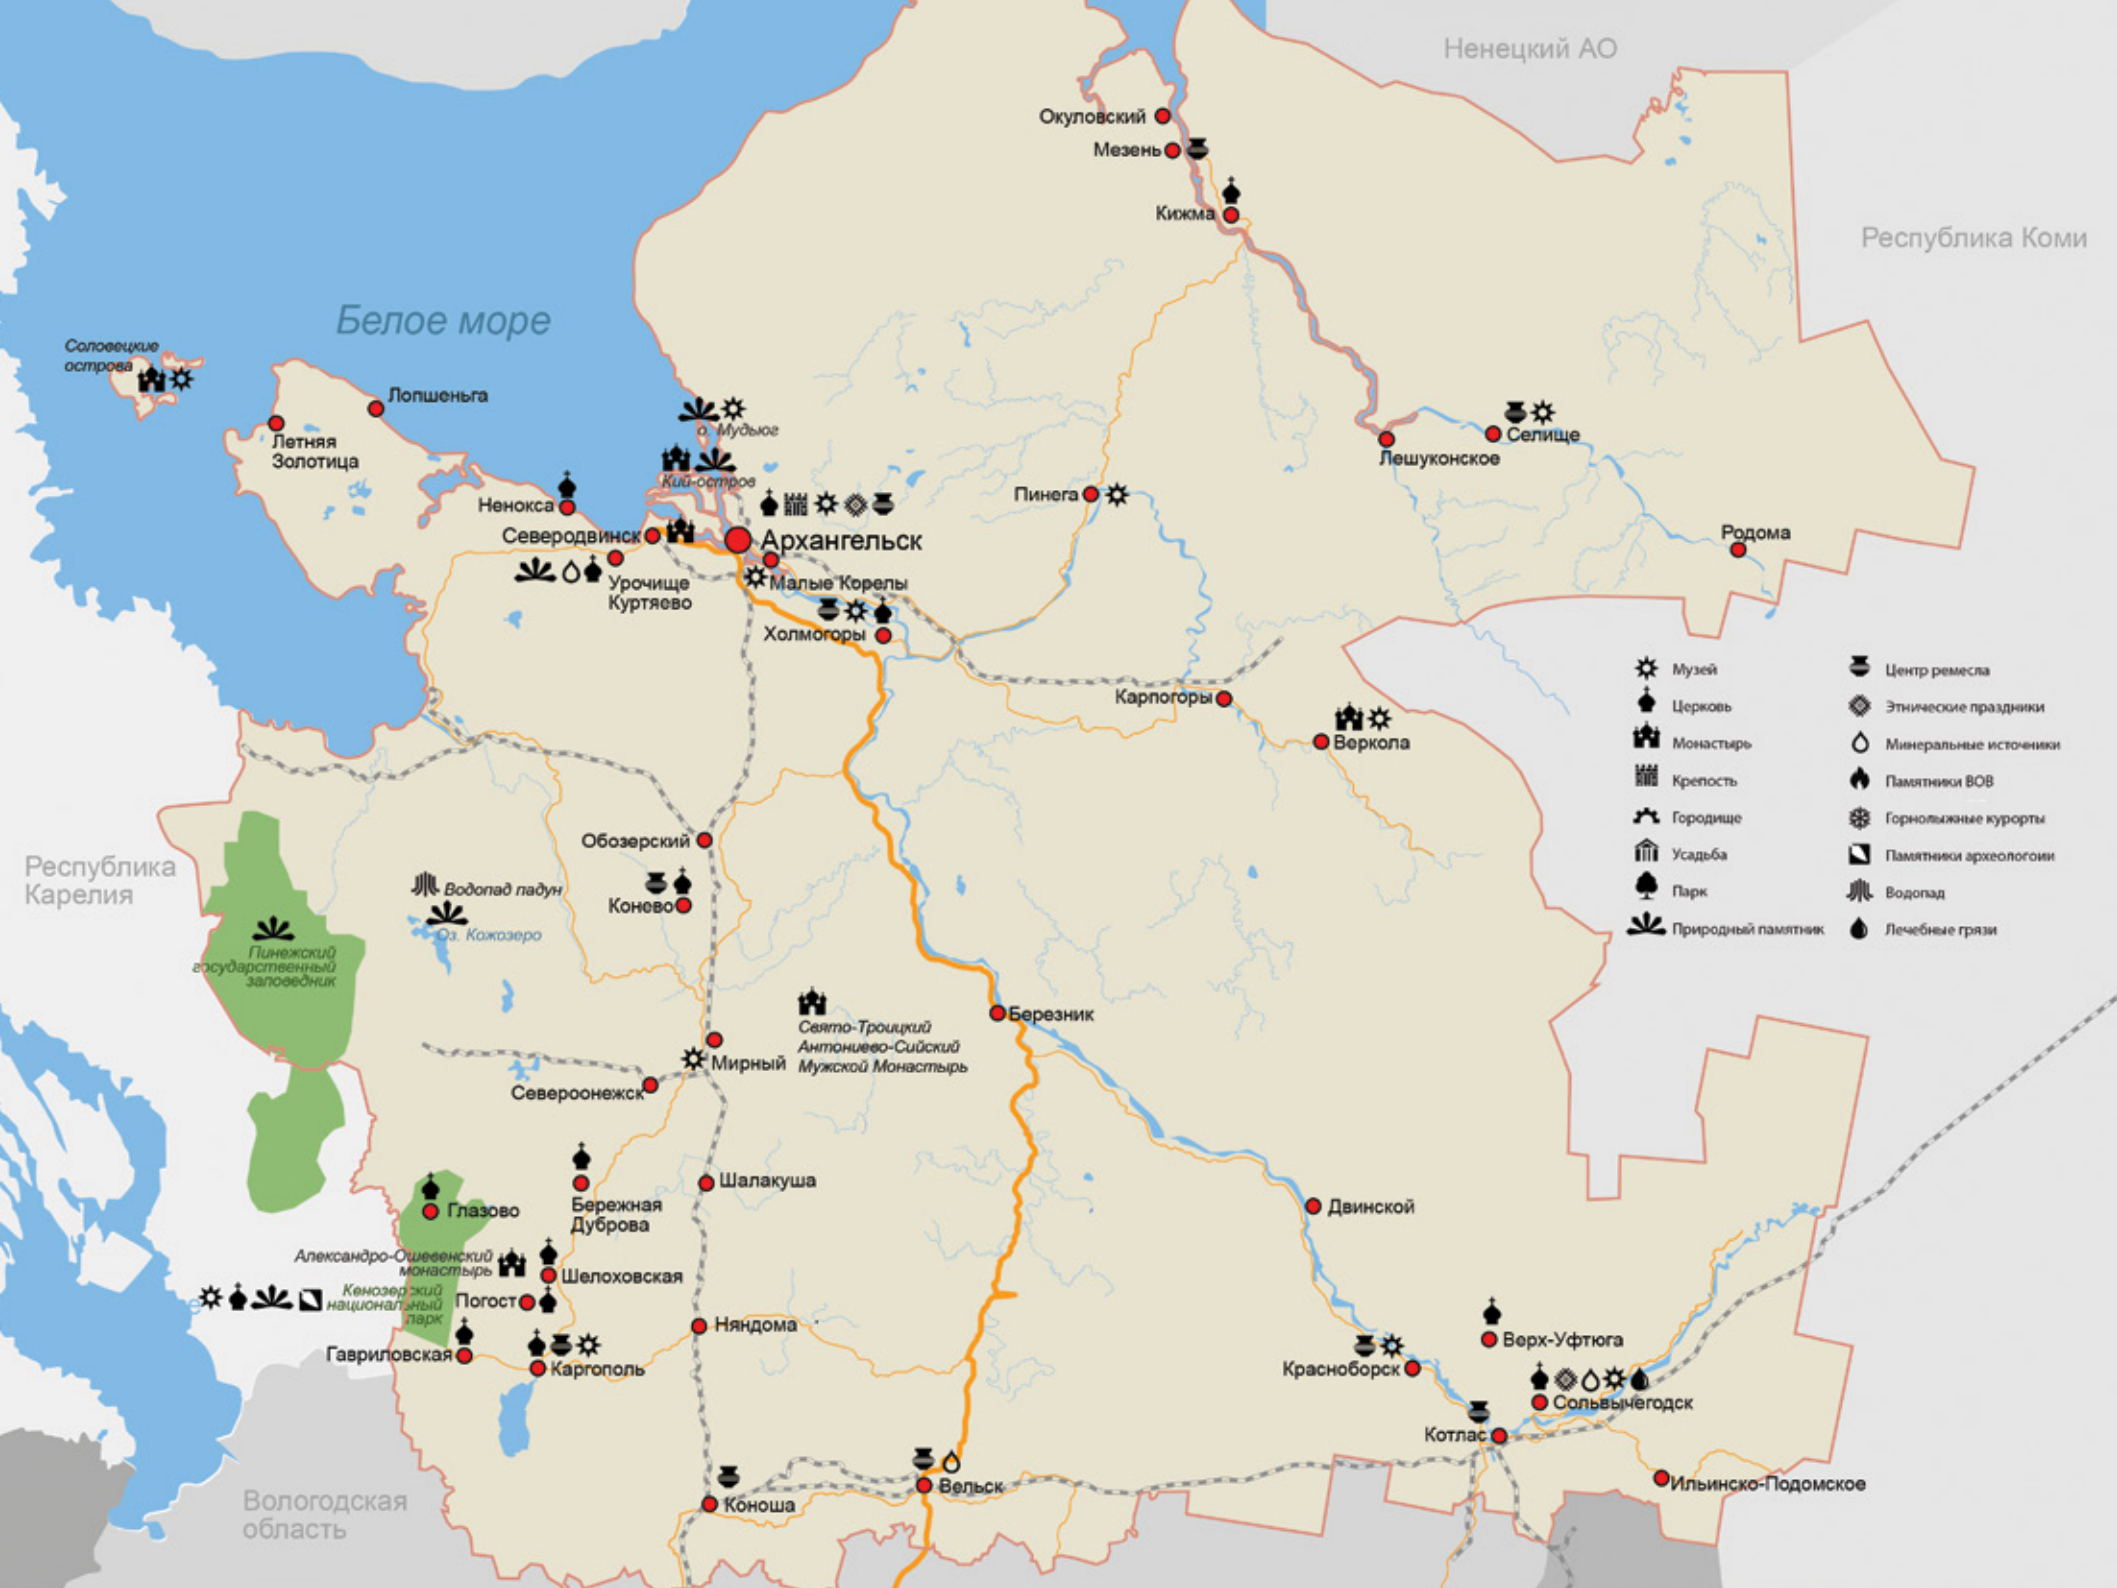 Ненецкий АО
Окуловский
Мезень
Кижма
Республика Коми
Белое море
Соловецкие
острова
Лопшеньга
Летняя
Золотица
о. Мудьюг
Кий-остров
Селище
Лешуконское
Пинега
Ненокса
Северодвинск
Архангельск
Родома
Урочище
Куртяево
Малые Корелы
Холмогоры
Карпогоры
Веркола
Музей
Церковь
Монастырь
Крепость
Городище
Усадьба
Парк
Природный памятник
Центр ремесла
Этнические праздники
Минеральные источники
Памятники ВОВ
Горнолыжные курорты
Памятники археологоии
Водопад
Лечебные грязи
Обозерский
Республика
Карелия
Водопад падун
Оз. Кожозеро
Конево
Пинежский
государственный
заповедник
Березник
Свято-Троицкий
Антониево-Сийский
Мужской Монастырь
Мирный
Североонежск
Шалакуша
Бережная
Дуброва
Глазово
Двинской
Александро-Ошевенский
монастырь
Шелоховская
Кенозерский
национальный
парк
Погост
Няндома
Гавриловская
Каргополь
Верх-Уфтюга
Красноборск
Сольвычегодск
Котлас
Ильинско-Подомское
Вельск
Коноша
Вологодская
область